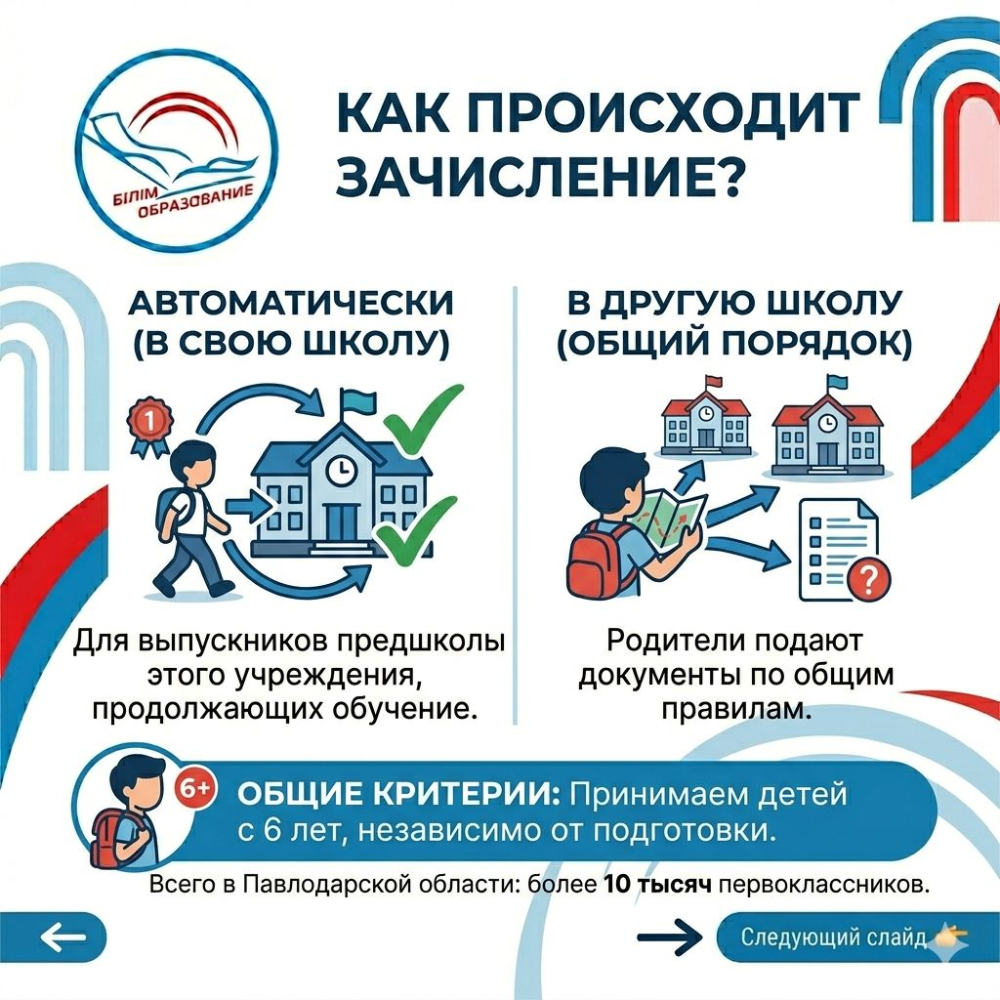 БІЛІМ
ОБРАЗОВАНИЕ
КАК ПРОИСХОДИТ
ЗАЧИСЛЕНИЕ?
АВТОМАТИЧЕСКИ
(В СВОЮ ШКОЛУ)
1
Для выпускников предшколы
этого учреждения,
продолжающих обучение.
В ДРУГУЮ ШКОЛУ
(ОБЩИЙ ПОРЯДОК)
?
Родители подают
документы по общим
правилам.
6+
ОБЩИЕ КРИТЕРИИ: Принимаем детей
с 6 лет, независимо от подготовки.
Всего в Павлодарской области: более 10 тысяч первоклассников.
Следующий слайд